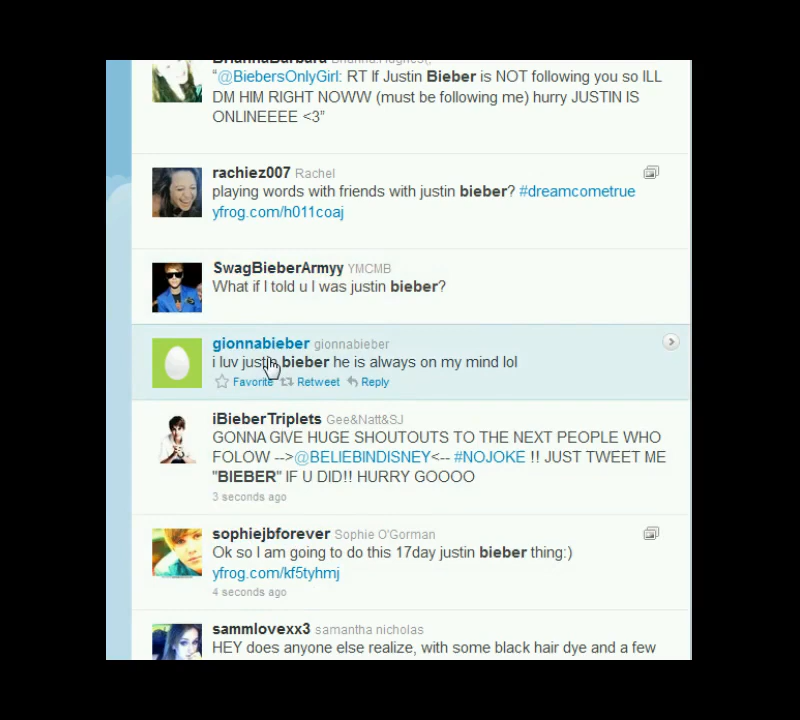 "@BiebersOnlyGirl: RT If Justin Bieber is NOT following you so ILL
DM HIM RIGHT NOWW (must be following me) hurry JUSTIN IS
ONLINEEEE <3"
rachiez007 Rachel
playing words with friends with justin bieber? #dreamcometrue
yfrog.com/h011coaj
SwagBieberArmyy YMCMB
What if I told u I was justin bieber?
gionnabieber gionnabieber
i luv justin bieber he is always on my mind lol
Favorite Retweet Reply
iBieberTriplets Gee&Natt&SJ
GONNA GIVE HUGE SHOUTOUTS TO THE NEXT PEOPLE WHO
FOLOW -->@BELIEBINDISNEY<-- #NOJOKE !! JUST TWEET ME
"BIEBER" IF U DID!! HURRY GOOOO
3 seconds ago
sophiejbforever Sophie O'Gorman
Ok so I am going to do this 17day justin bieber thing:)
yfrog.com/kf5tyhmj
4 seconds ago
sammlovexx3 samantha nicholas
HEY does anyone else realize, with some black hair dye and a few